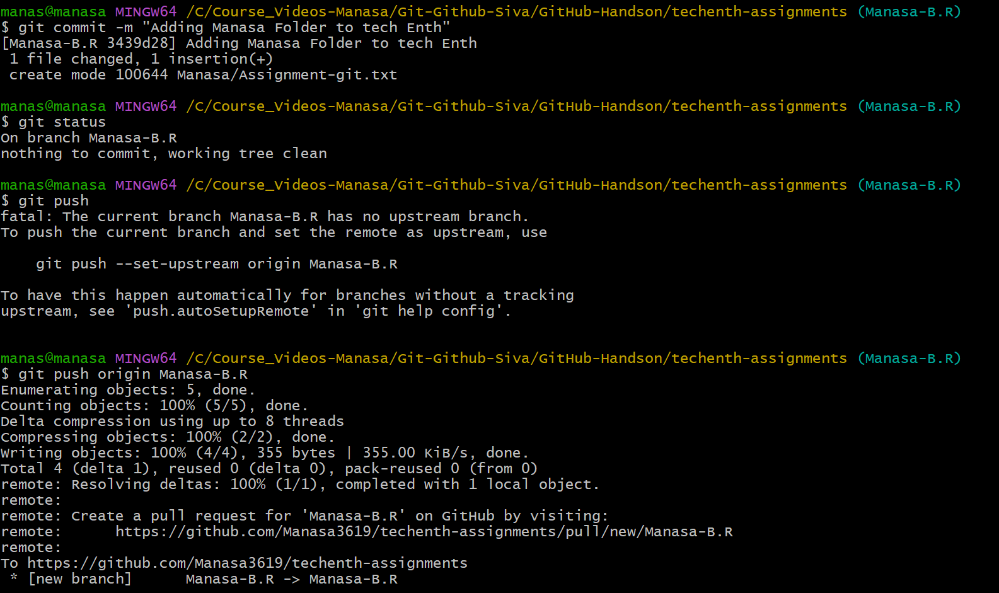 manas@manasa MINGW64 /C/Course_Videos-Manasa/Git-Github-Siva/GitHub-Handson/techenth-assignments (Manasa-B.R)
$ git commit -m "Adding Manasa Folder to tech Enth"
[Manasa-B.R 3439d28] Adding Manasa Folder to tech Enth
 1 file changed, 1 insertion(+)
 create mode 100644 Manasa/Assignment-git.txt

manas@manasa MINGW64 /C/Course_Videos-Manasa/Git-Github-Siva/GitHub-Handson/techenth-assignments (Manasa-B.R)
$ git status
On branch Manasa-B.R
nothing to commit, working tree clean

manas@manasa MINGW64 /C/Course_Videos-Manasa/Git-Github-Siva/GitHub-Handson/techenth-assignments (Manasa-B.R)
$ git push
fatal: The current branch Manasa-B.R has no upstream branch.
To push the current branch and set the remote as upstream, use

    git push --set-upstream origin Manasa-B.R

To have this happen automatically for branches without a tracking
upstream, see 'push.autoSetupRemote' in 'git help config'.


manas@manasa MINGW64 /C/Course_Videos-Manasa/Git-Github-Siva/GitHub-Handson/techenth-assignments (Manasa-B.R)
$ git push origin Manasa-B.R
Enumerating objects: 5, done.
Counting objects: 100% (5/5), done.
Delta compression using up to 8 threads
Compressing objects: 100% (2/2), done.
Writing objects: 100% (4/4), 355 bytes | 355.00 KiB/s, done.
Total 4 (delta 1), reused 0 (delta 0), pack-reused 0 (from 0)
remote: Resolving deltas: 100% (1/1), completed with 1 local object.
remote:
remote: Create a pull request for 'Manasa-B.R' on GitHub by visiting:
remote:      https://github.com/Manasa3619/techenth-assignments/pull/new/Manasa-B.R
remote:
To https://github.com/Manasa3619/techenth-assignments
 * [new branch]      Manasa-B.R -> Manasa-B.R